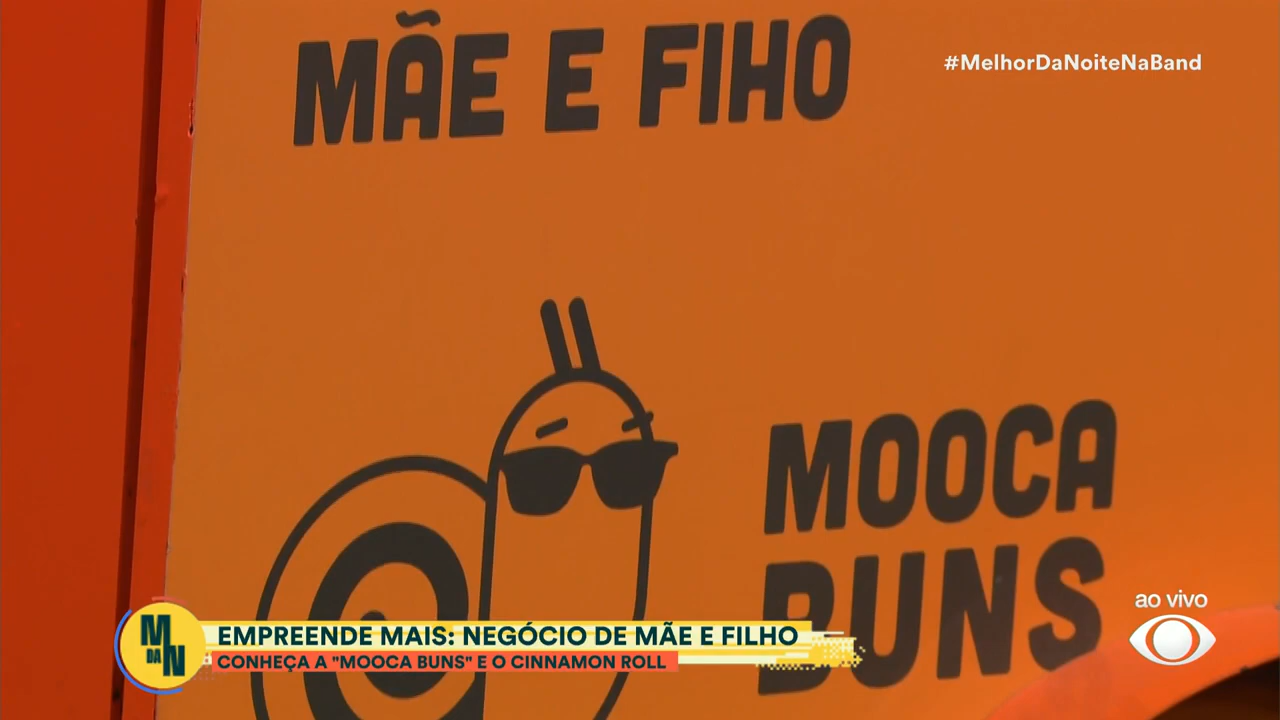 MÃE E FIHO
#MelhorDaNoiteNaBand
MOOCA
BUNS
ao vivo
M
DA
N
EMPREENDE MAIS: NEGÓCIO DE MÃE E FILHO
CONHEÇA A "MOOCA BUNS" E O CINNAMON ROLL